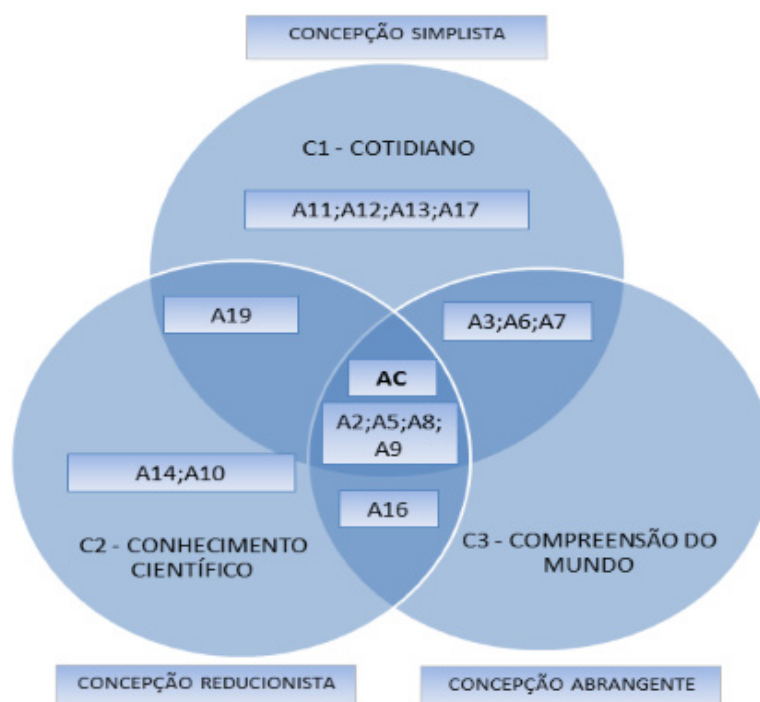 CONCEPÇÃO SIMPLISTA
C1 - COTIDIANO
A11;A12;A13;A17
A19
A3;A6;A7
AC
A2;A5;A8;
A9
A14;A10
A16
C2 - CONHECIMENTO
CIENTÍFICO
C3 - COMPREENSÃO DO
MUNDO
CONCEPÇÃO REDUCIONISTA
CONCEPÇÃO ABRANGENTE